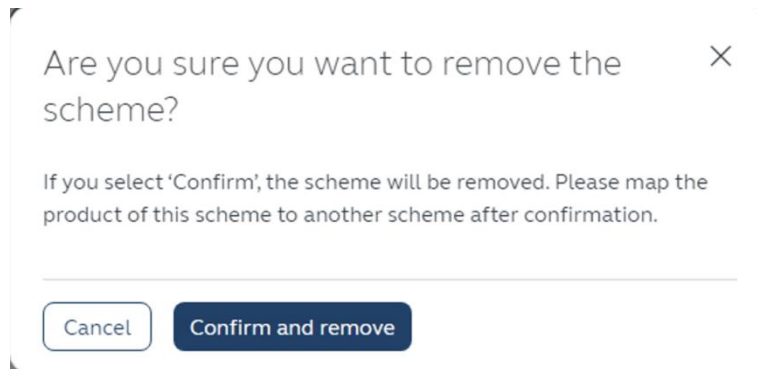 Are you sure you want to remove the
scheme?
If you select ‘Confirm’, the scheme will be removed. Please map the
product of this scheme to another scheme after confirmation.
Cancel
Confirm and remove